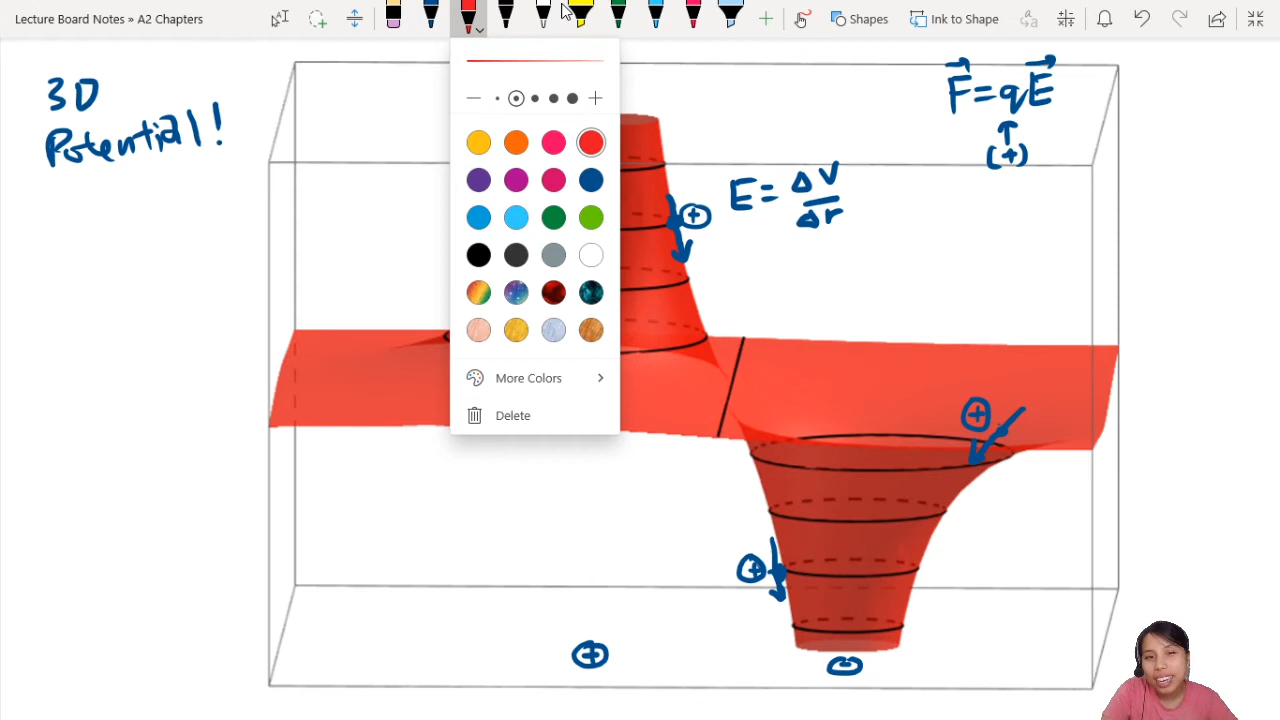 Lecture Board Notes » A2 Chapters
Shapes
Ink to Shape
3D
Potential!
F=qE
(+)
E= ΔV
Δr
+
+
+
More Colors
Delete
+
-